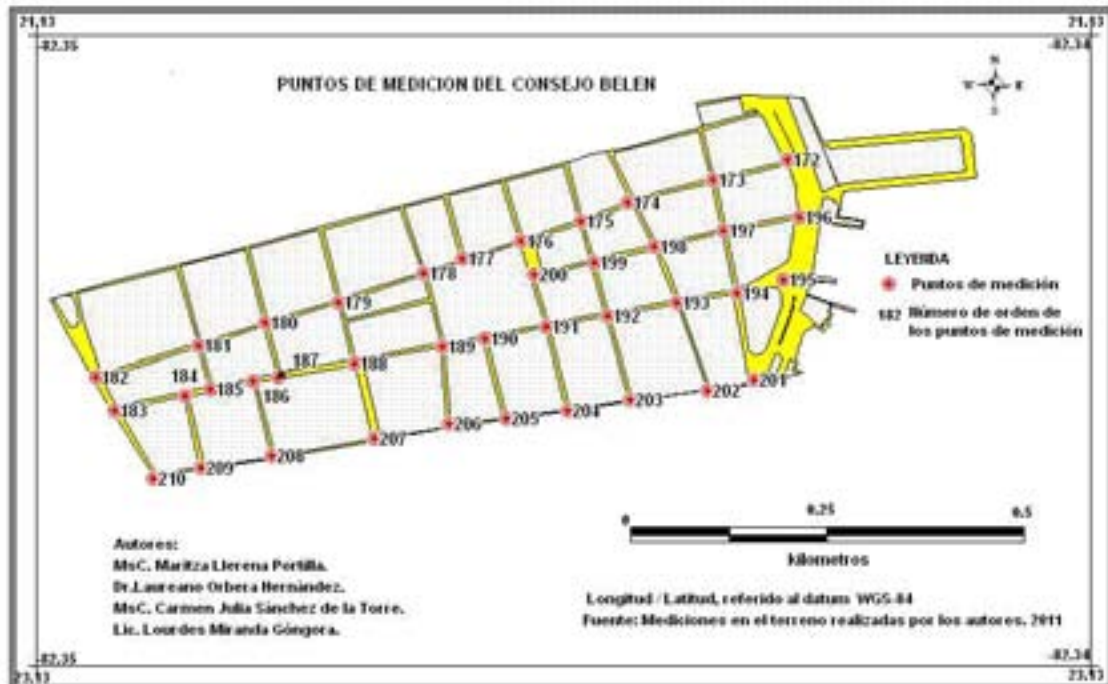 21.13
21.13
-82.35
-82.34
PUNTOS DE MEDICION DEL CONSEJO BELEN
N
W
E
S
172
173
174
196
175
197
176
198
LEYENDA
177
199
Puntos de medición
178
200
195
194
182 Número de orden de
los puntos de medición
179
193
180
192
191
181
190
189
187
188
182
184
185
186
201
183
202
203
204
205
206
207
208
209
210
0
0.25
0.5
kilometros
Autores:
MsC. Maritza Llerena Portilla.
Dr.Laureano Orbera Hernández.
MsC. Carmen Julia Sánchez de la Torre.
Lic. Lourdes Miranda Góngora.
Longitud / Latitud, referido al datum WGS-84
Fuente: Mediciones en el terreno realizadas por los autores. 2011
-82.35
-82.34
23.13
23.13